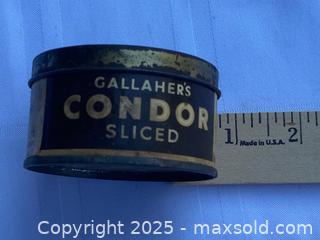 GALLAHER'S
CONDOR
SLICED
1 2
Made in U.S.A.
Copyright 2025 - maxsold.com